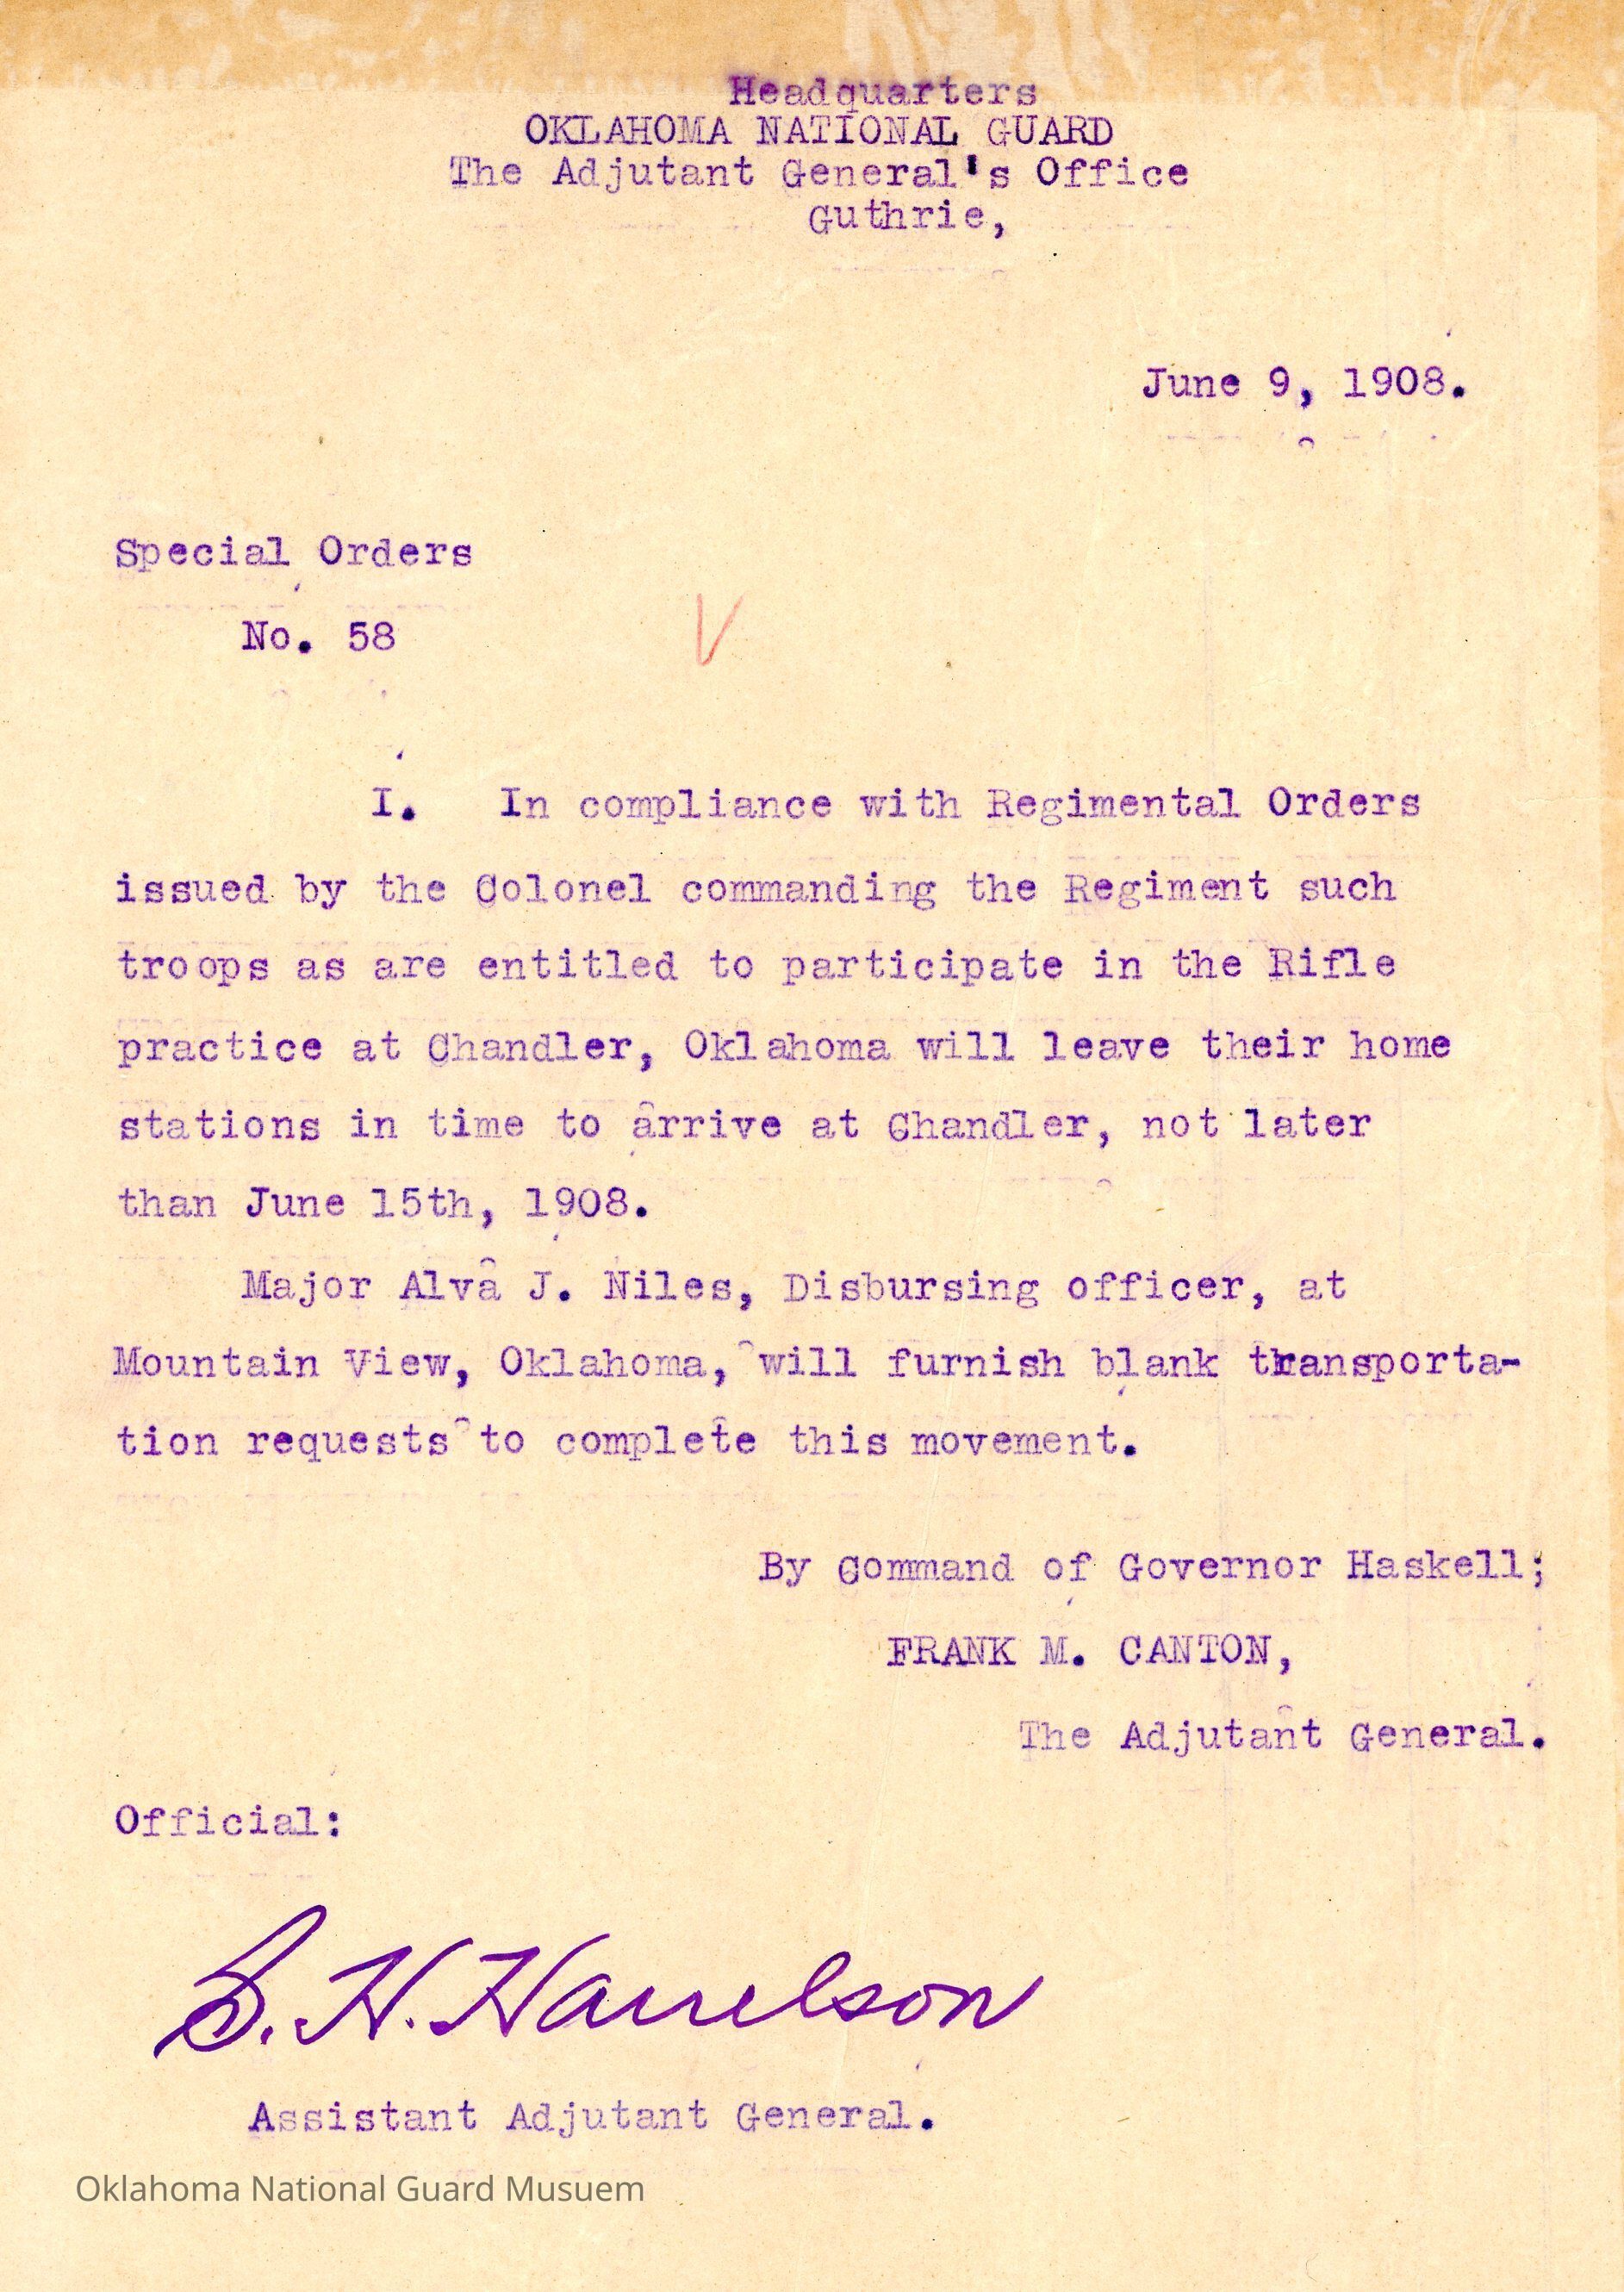 Headquarters
OKLAHOMA NATIONAL GUARD
The Adjutant General's Office
Guthrie,
June 9, 1908.
Special Orders
No. 58
V
I. In compliance with Regimental Orders
issued by the Colonel commanding the Regiment such
troops as are entitled to participate in the Rifle
practice at Chandler, Oklahoma will leave their home
stations in time to arrive at Chandler, not later
than June 15th, 1908.
Major Alva J. Niles, Disbursing officer, at
Mountain View, Oklahoma, will furnish blank transporta-
tion requests to complete this movement.
By Command of Governor Haskell;
FRANK M. CANTON,
The Adjutant General.
Official:
S. H. Harrelson
Assistant Adjutant General.
Oklahoma National Guard Musuem